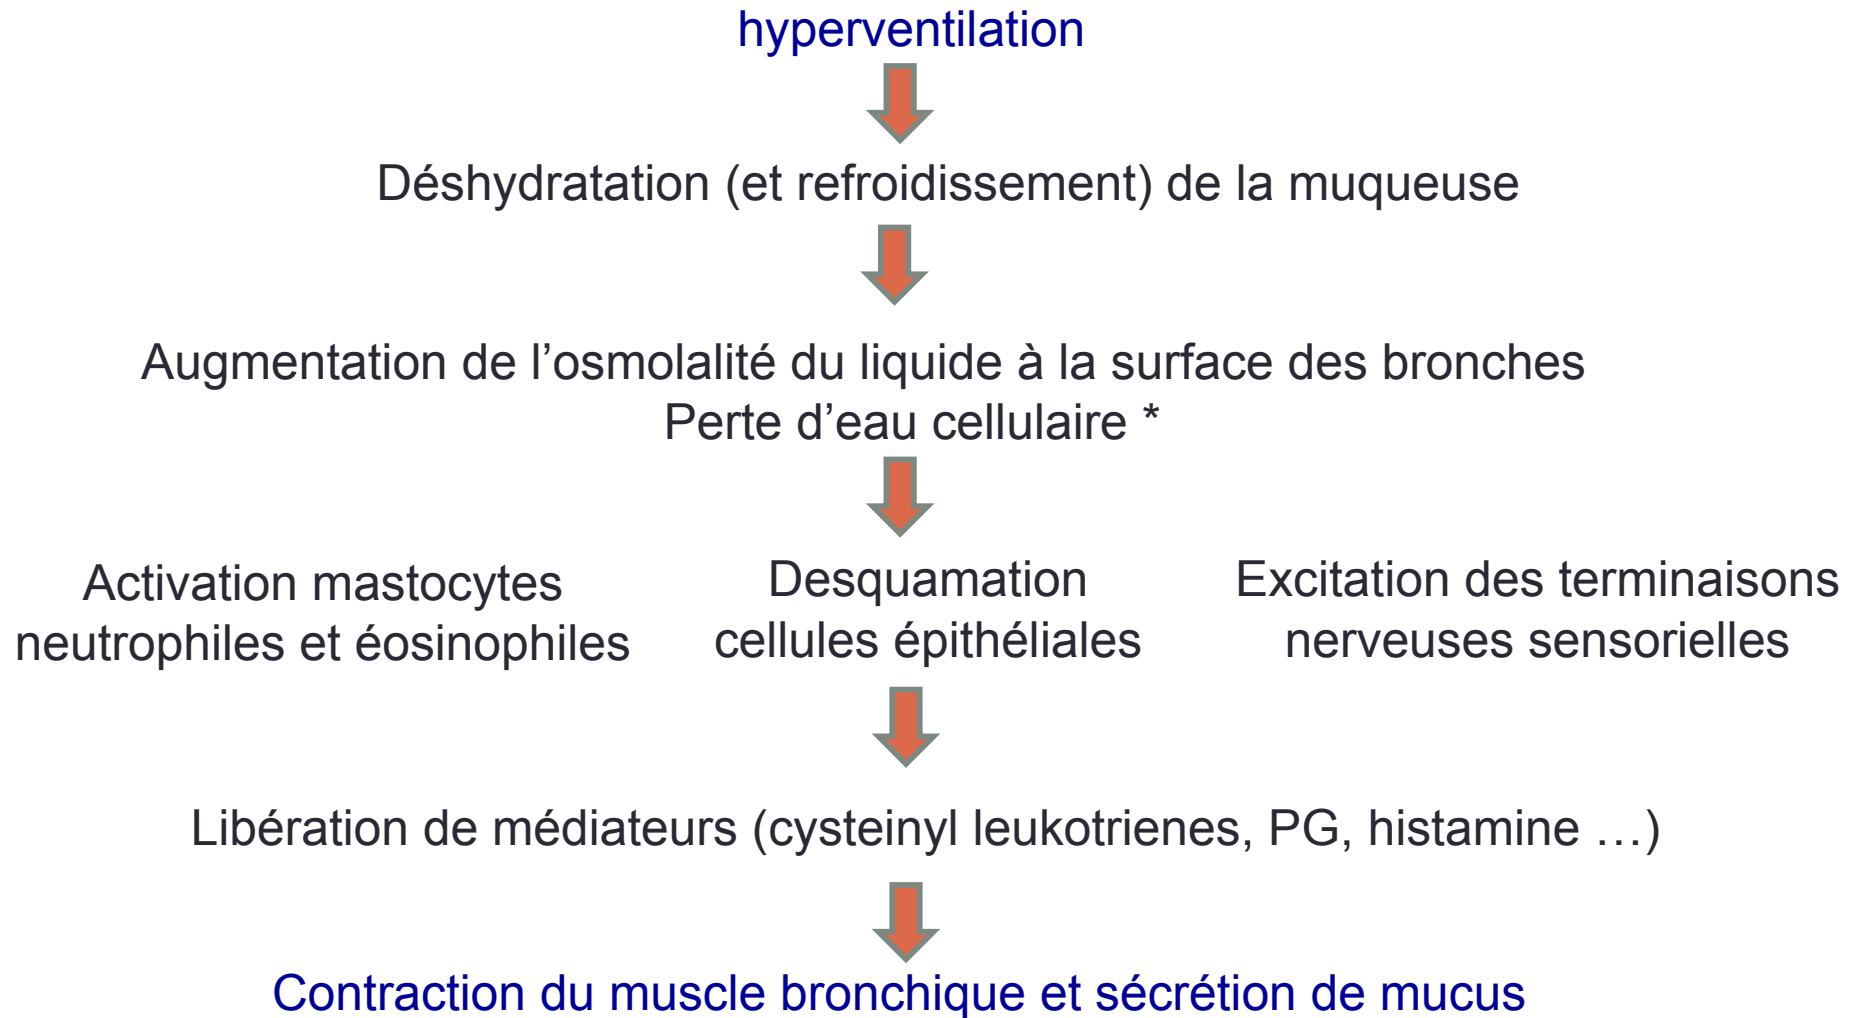 hyperventilation
Déshydratation (et refroidissement) de la muqueuse
Augmentation de l’osmolalité du liquide à la surface des bronches
Perte d’eau cellulaire *
Activation mastocytes
neutrophiles et éosinophiles
Desquamation
cellules épithéliales
Excitation des terminaisons
nerveuses sensorielles
Libération de médiateurs (cysteinyl leukotrienes, PG, histamine …)
Contraction du muscle bronchique et sécrétion de mucus